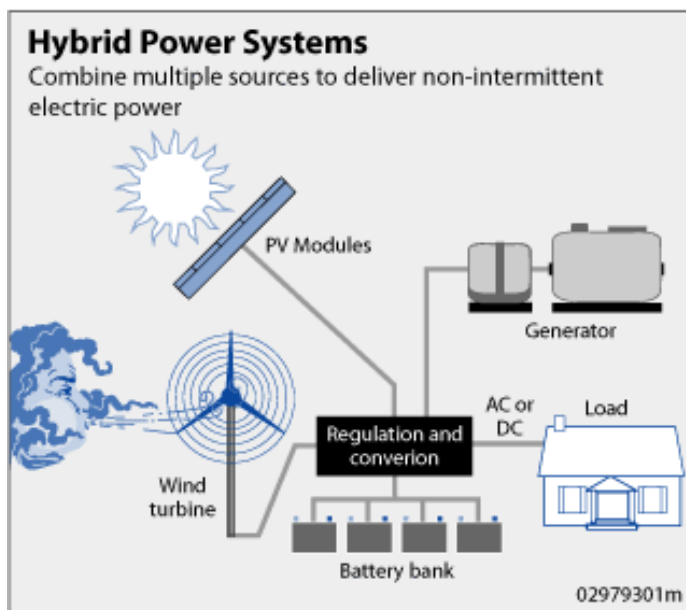 Hybrid Power Systems
Combine multiple sources to deliver non-intermittent
electric power
PV Modules
Generator
AC or
DC
Load
Regulation and
converion
Wind
turbine
Battery bank
02979301m